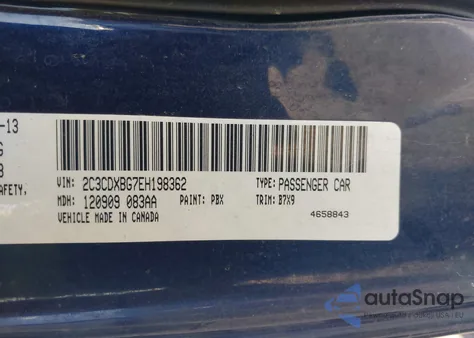 -13
G
B
AFETY.
VIN: 2C3CDXBG7EH198362
TYPE: PASSENGER CAR
MDH: 120909 083AA
PAINT: PBX
TRIM: B7X9
VEHICLE MADE IN CANADA
4658843
autoSnap